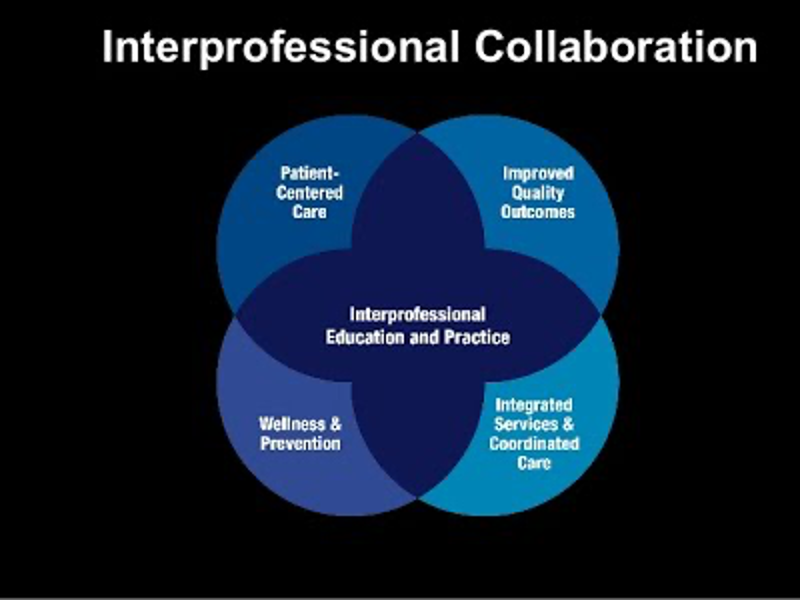 Interprofessional Collaboration
Patient-
Centered
Care
Improved
Quality
Outcomes
Interprofessional
Education and Practice
Wellness &
Prevention
Integrated
Services &
Coordinated
Care